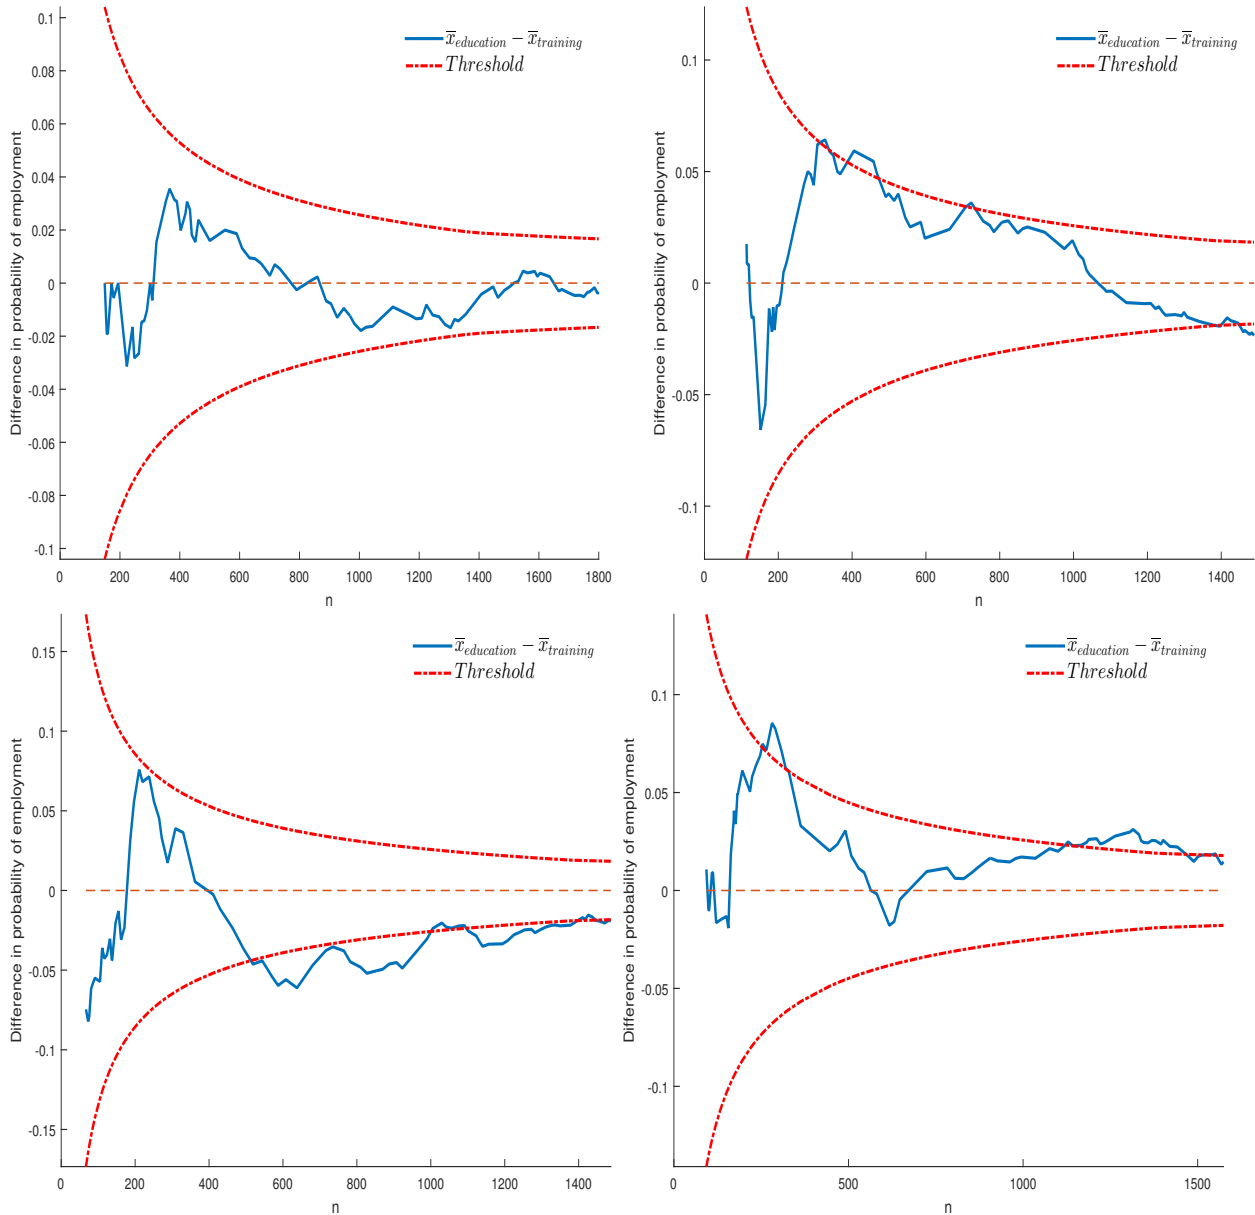 0.1
0.08
0.06
0.04
0.02
0
-0.02
-0.04
-0.06
-0.08
-0.1
Difference in probability of employment
x̅education − x̅training
Threshold
0 200 400 600 800 1000 1200 1400 1600 1800
n
0.1
0.05
0
-0.05
-0.1
Difference in probability of employment
x̅education − x̅training
Threshold
0 200 400 600 800 1000 1200 1400
n
0.15
0.1
0.05
0
-0.05
-0.1
-0.15
Difference in probability of employment
x̅education − x̅training
Threshold
0 200 400 600 800 1000 1200 1400
n
0.1
0.05
0
-0.05
-0.1
Difference in probability of employment
x̅education − x̅training
Threshold
0 500 1000 1500
n